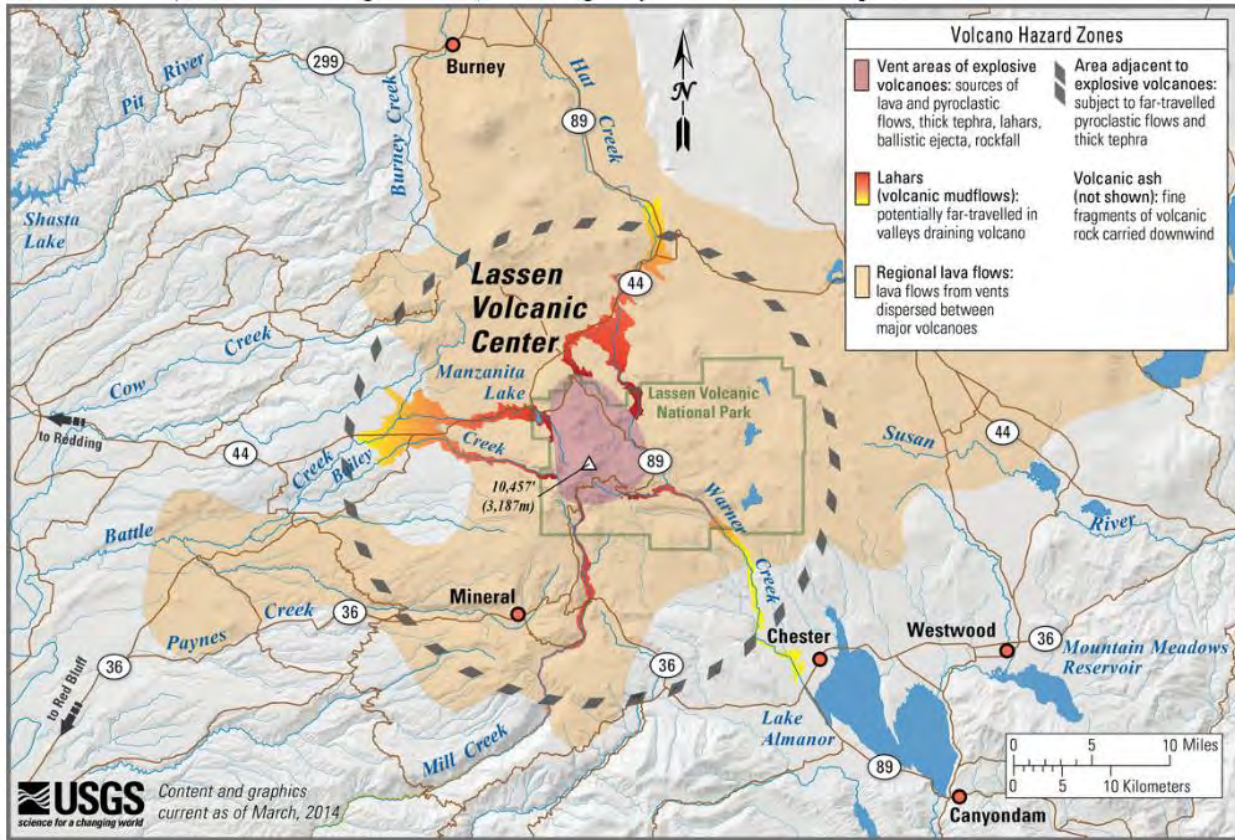 299
Burney
River
Pit
Burney Creek
Hat
Creek
89
N
Shasta
Lake
Volcano Hazard Zones
Vent areas of explosive
volcanoes: sources of
lava and pyroclastic
flows, thick tephra, lahars,
ballistic ejecta, rockfall
Lahars
(volcanic mudflows):
potentially far-travelled in
valleys draining volcano
Regional lava flows:
lava flows from vents
dispersed between
major volcanoes
Area adjacent to
explosive volcanoes:
subject to far-travelled
pyroclastic flows and
thick tephra
Volcanic ash
(not shown): fine
fragments of volcanic
rock carried downwind
Lassen
Volcanic
Center
44
Creek
Cow
Manzanita
Lake
Lassen Volcanic
National Park
to Redding
44
Creek
Bailey
Creek
89
10,457'
(3,187m)
Warner
Creek
Susan
River
44
Battle
Creek
Paynes
36
Mineral
36
to Red Bluff
36
Chester
Westwood
36
Mountain Meadows
Reservoir
Lake
Almanor
Mill Creek
89
Canyondam
0 5 10 Miles
0 5 10 Kilometers
USGS
science for a changing world
Content and graphics
current as of March, 2014